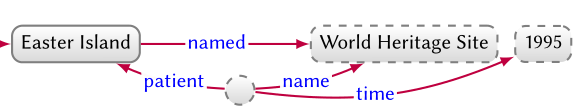 Easter Island named World Heritage Site 1995
patient name time